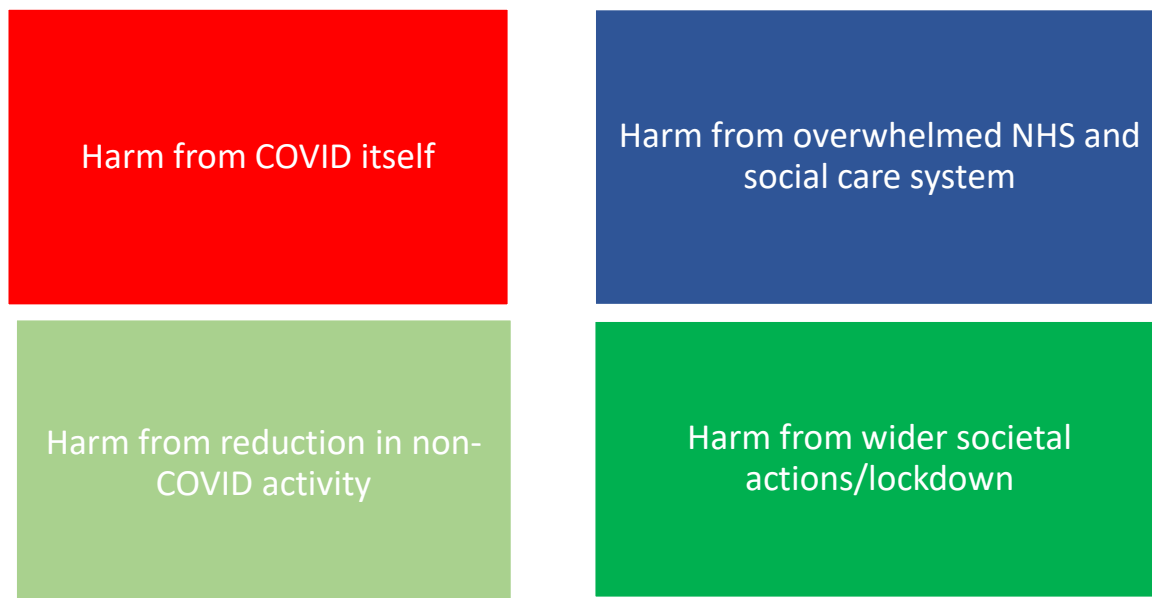 Harm from COVID itself
Harm from overwhelmed NHS and
social care system
Harm from reduction in non-
COVID activity
Harm from wider societal
actions/lockdown